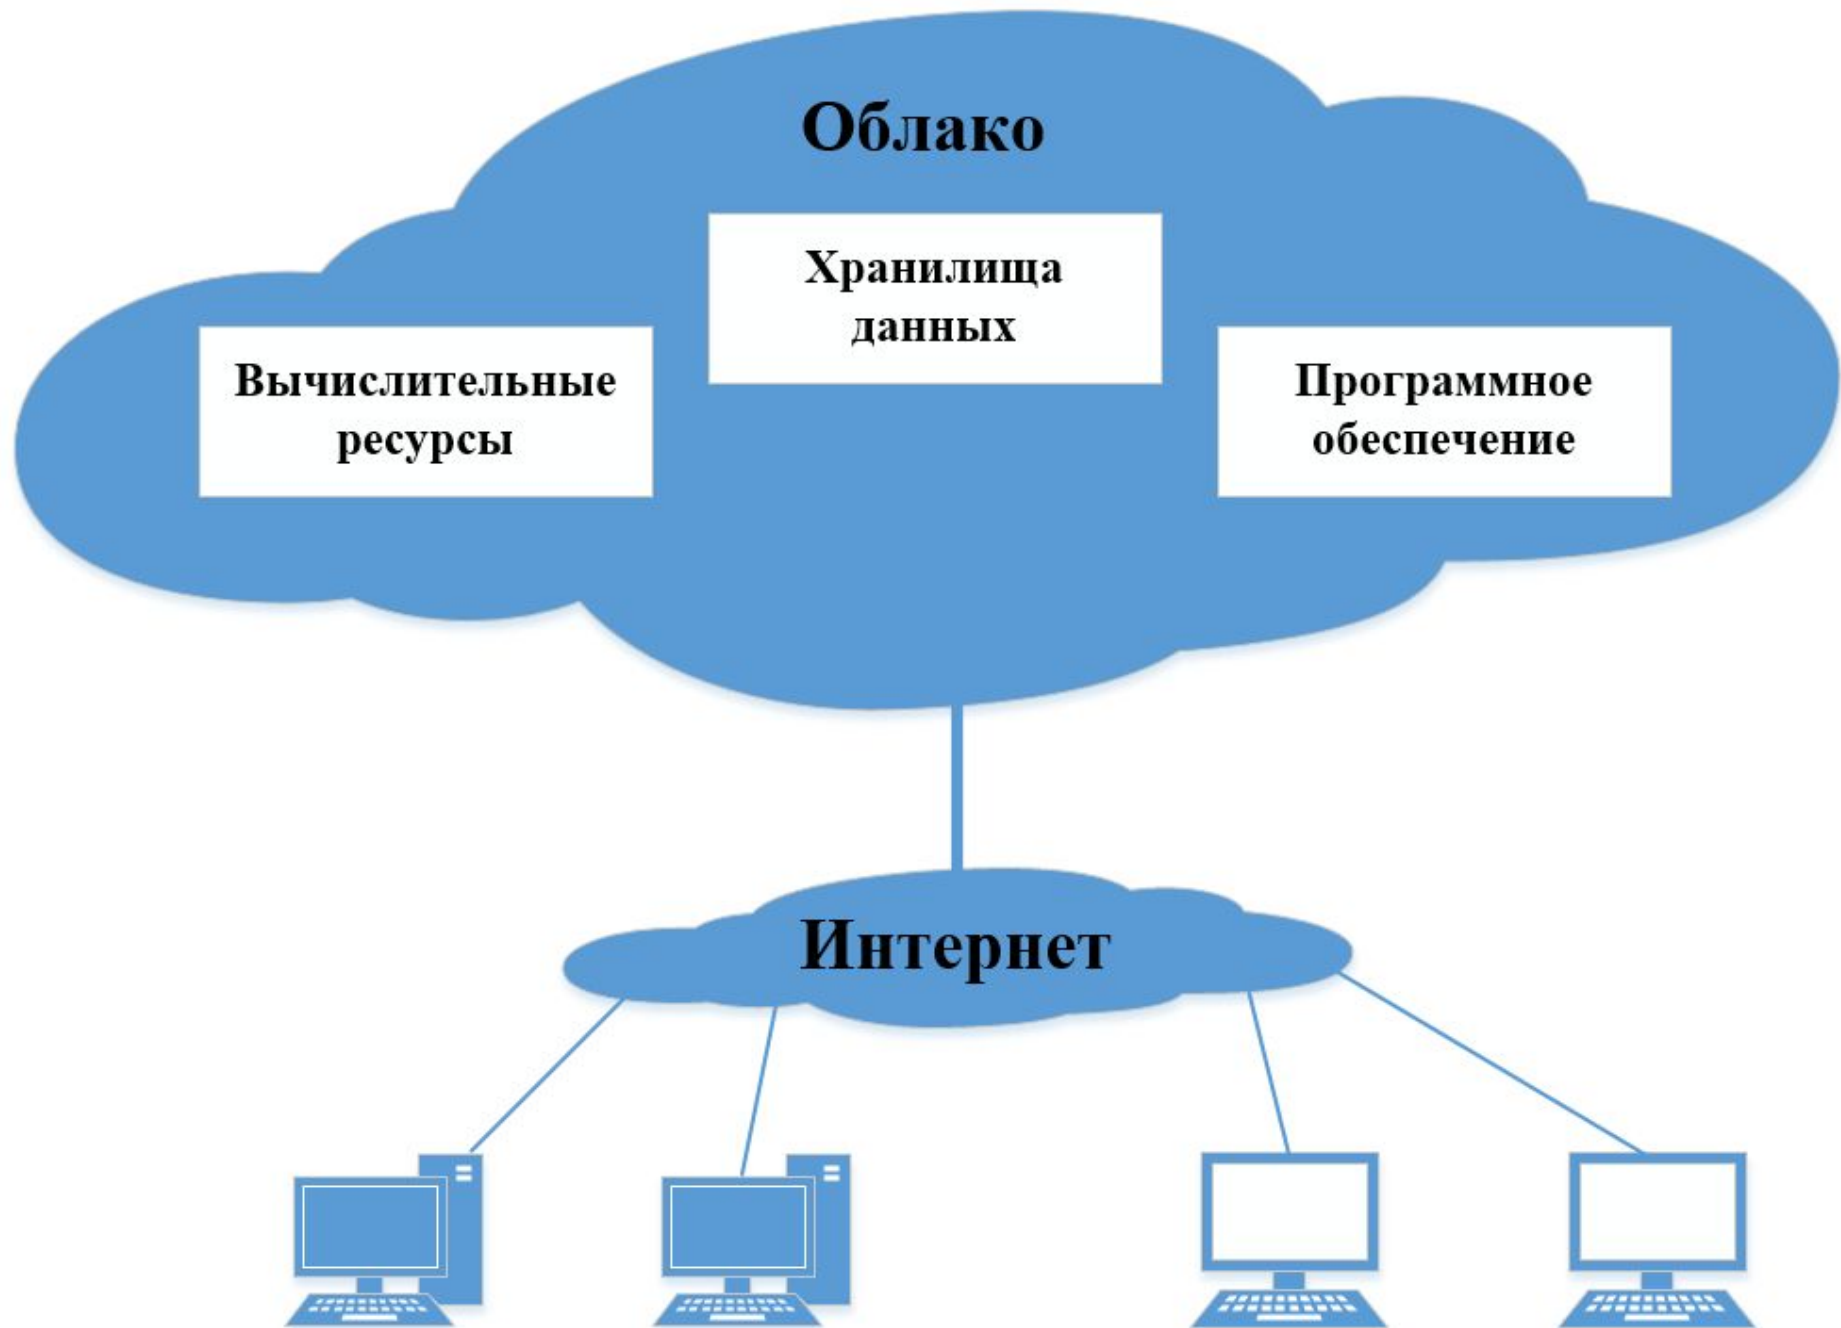 Облако
Хранилища
данных
Вычислительные
ресурсы
Программное
обеспечение
Интернет